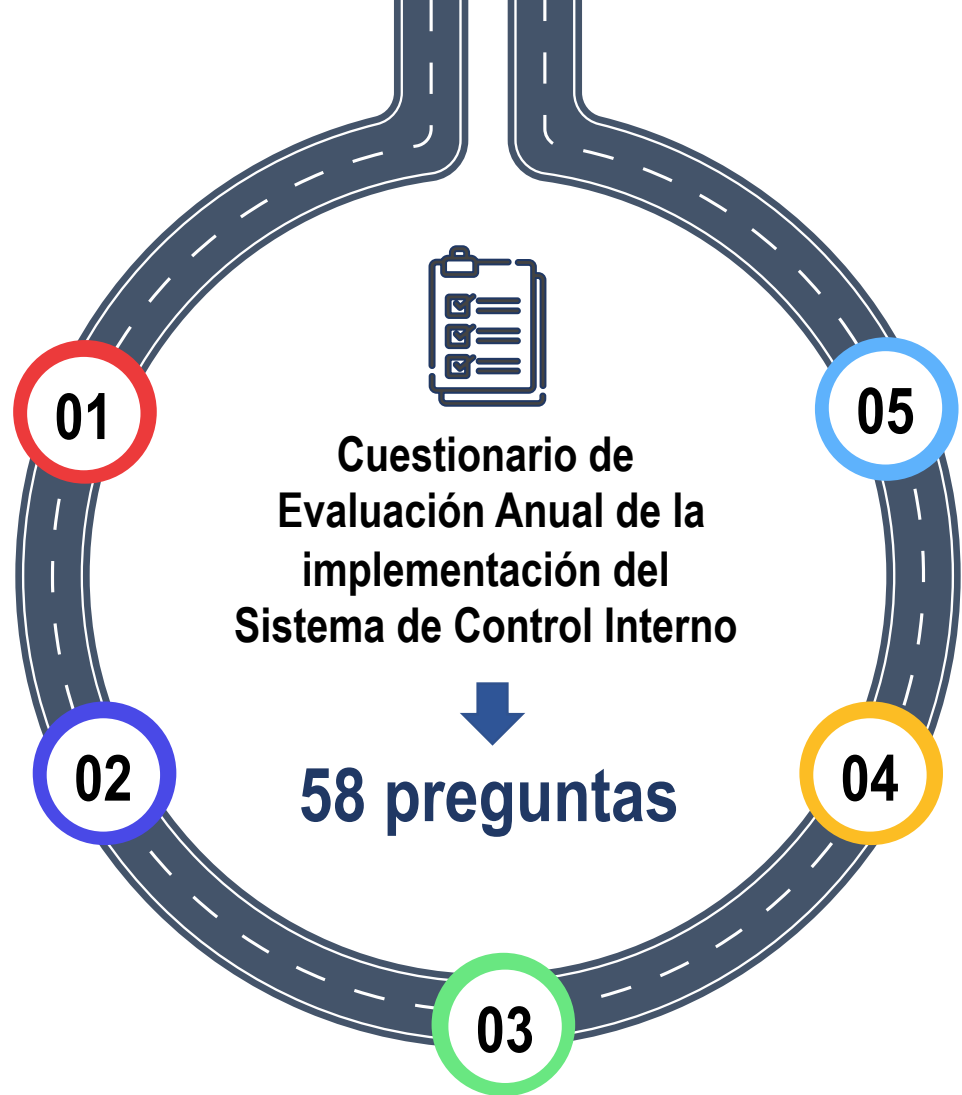 Cuestionario de
Evaluación Anual de la
implementación del
Sistema de Control Interno
58 preguntas
01
02
03
04
05